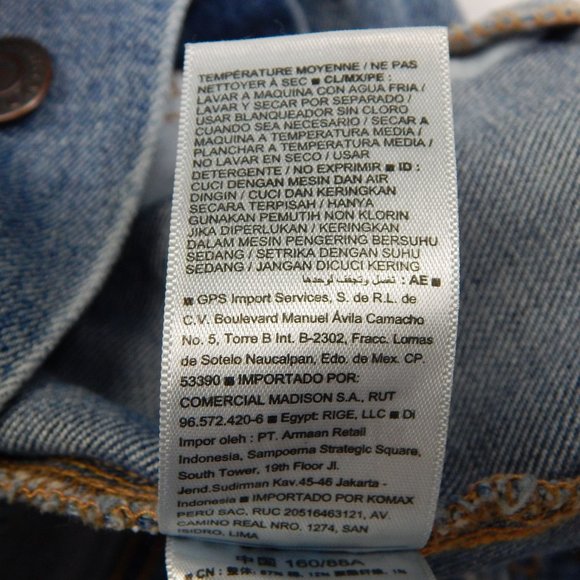 TEMPÉRATURE MOYENNE / NE PAS
NETTOYER À SEC ■ CL/MX/PE :
LAVAR A MAQUINA CON AGUA FRIA /
LAVAR Y SECAR POR SEPARADO /
USAR BLANQUEADOR SIN CLORO
CUANDO SEA NECESARIO / SECAR A
MAQUINA A TEMPERATURA MEDIA /
PLANCHAR A TEMPERATURA MEDIA /
NO LAVAR EN SECO / USAR
DETERGENTE / NO EXPRIMIR ■ ID :
CUCI DENGAN MESIN DAN AIR
DINGIN / CUCI DAN KERINGKAN
SECARA TERPISAH / HANYA
GUNAKAN PEMUTIH NON KLORIN
JIKA DIPERLUKAN / KERINGKAN
DALAM MESIN PENGERING BERSUHU
SEDANG / SETRIKA DENGAN SUHU
SEDANG / JANGAN DICUCI KERING
■ AE : تغسل وتجفف لوحدها
■ GPS Import Services, S. de R.L. de
C.V. Boulevard Manuel Ávila Camacho
No. 5, Torre B Int. B-2302, Fracc. Lomas
de Sotelo Naucalpan, Edo. de Mex. CP.
53390 ■ IMPORTADO POR:
COMERCIAL MADISON S.A., RUT
96.572.420-6 ■ Egypt: RIGE, LLC ■ Di
Impor oleh : PT. Armaan Retail
Indonesia, Sampoerna Strategic Square,
South Tower, 19th Floor Jl.
Jend.Sudirman Kav.45-46 Jakarta -
Indonesia ■ IMPORTADO POR KOMAX
PERÚ SAC, RUC 20516463121, AV.
CAMINO REAL NRO. 1274, SAN
ISIDRO, LIMA
中国 160/88A
■ CN :